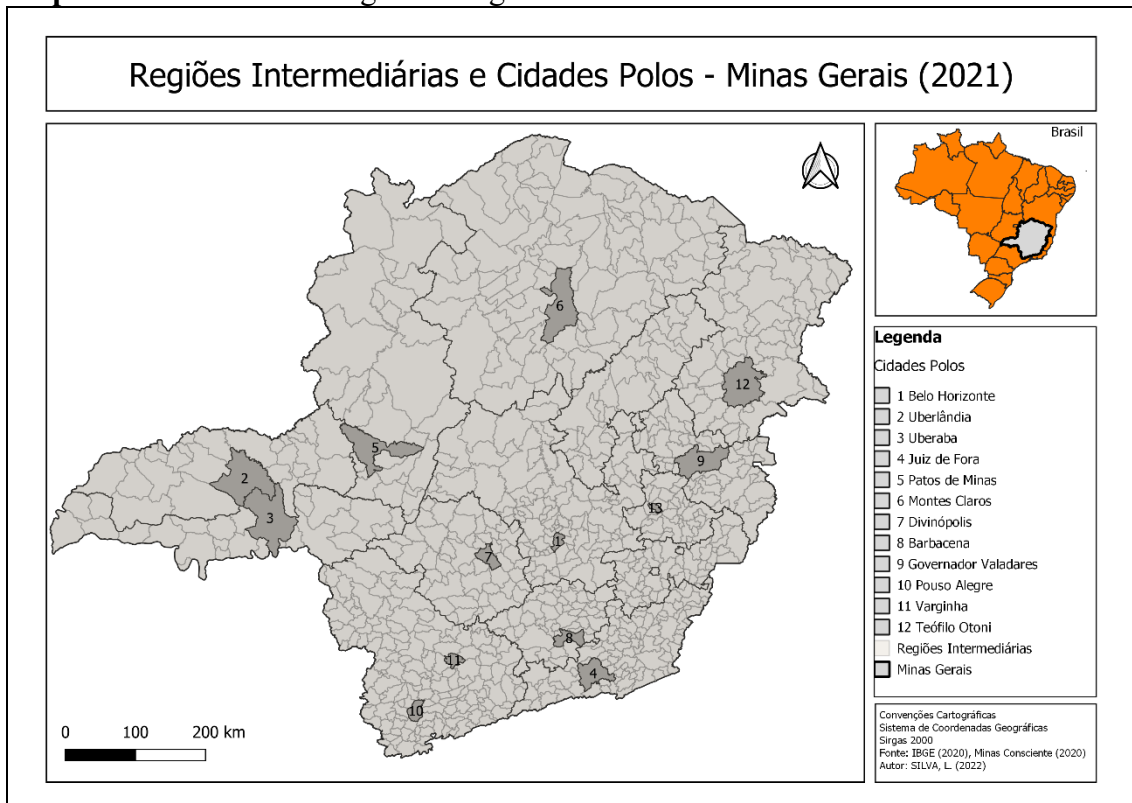 Regiões Intermediárias e Cidades Polos - Minas Gerais (2021)
Brasil
6
12
5
9
2
13
3
1
7
8
11
4
10
0 100 200 km
Legenda
Cidades Polos
1 Belo Horizonte
2 Uberlândia
3 Uberaba
4 Juiz de Fora
5 Patos de Minas
6 Montes Claros
7 Divinópolis
8 Barbacena
9 Governador Valadares
10 Pouso Alegre
11 Varginha
12 Teófilo Otoni
Regiões Intermediárias
Minas Gerais
Convenções Cartográficas
Sistema de Coordenadas Geográficas
Sirgas 2000
Fonte: IBGE (2020), Minas Consciente (2020)
Autor: SILVA, L. (2022)